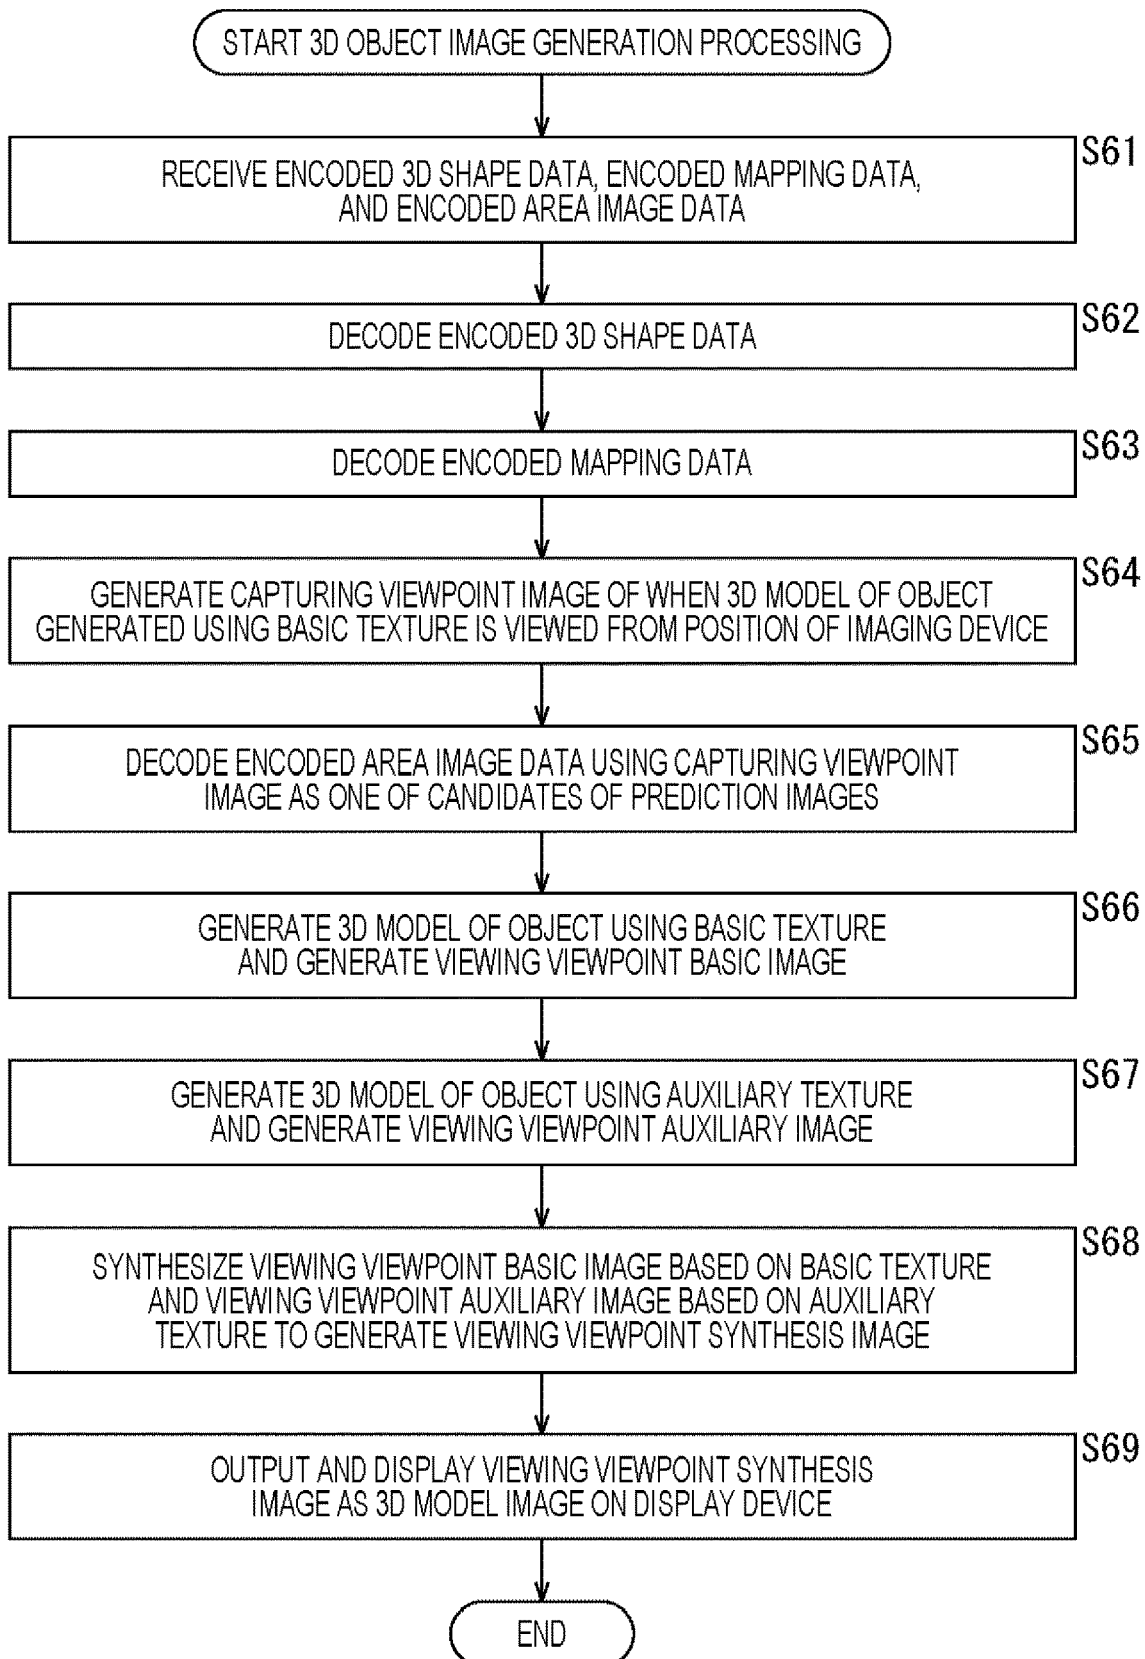 START 3D OBJECT IMAGE GENERATION PROCESSING
S61
RECEIVE ENCODED 3D SHAPE DATA, ENCODED MAPPING DATA,
AND ENCODED AREA IMAGE DATA
S62
DECODE ENCODED 3D SHAPE DATA
S63
DECODE ENCODED MAPPING DATA
S64
GENERATE CAPTURING VIEWPOINT IMAGE OF WHEN 3D MODEL OF OBJECT
GENERATED USING BASIC TEXTURE IS VIEWED FROM POSITION OF IMAGING DEVICE
S65
DECODE ENCODED AREA IMAGE DATA USING CAPTURING VIEWPOINT
IMAGE AS ONE OF CANDIDATES OF PREDICTION IMAGES
S66
GENERATE 3D MODEL OF OBJECT USING BASIC TEXTURE
AND GENERATE VIEWING VIEWPOINT BASIC IMAGE
S67
GENERATE 3D MODEL OF OBJECT USING AUXILIARY TEXTURE
AND GENERATE VIEWING VIEWPOINT AUXILIARY IMAGE
S68
SYNTHESIZE VIEWING VIEWPOINT BASIC IMAGE BASED ON BASIC TEXTURE
AND VIEWING VIEWPOINT AUXILIARY IMAGE BASED ON AUXILIARY
TEXTURE TO GENERATE VIEWING VIEWPOINT SYNTHESIS IMAGE
S69
OUTPUT AND DISPLAY VIEWING VIEWPOINT SYNTHESIS
IMAGE AS 3D MODEL IMAGE ON DISPLAY DEVICE
END